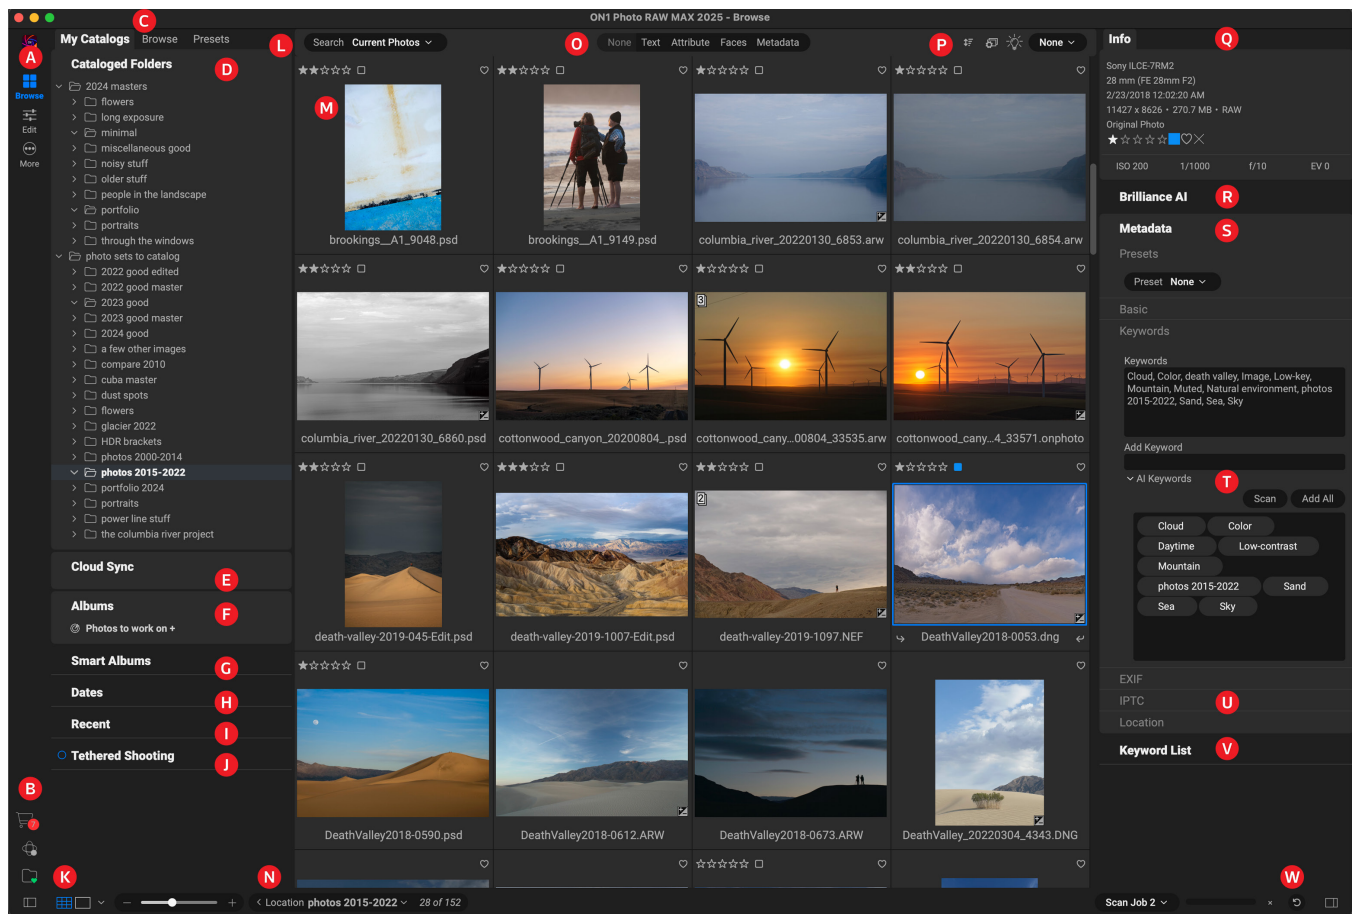 ON1 Photo RAW MAX 2025 - Browse
C
My Catalogs Browse Presets
L
Search Current Photos
O
None Text Attribute Faces Metadata
P
None
Info
Q
A
Browse
Edit
More
Cataloged Folders
D
2024 masters
flowers
long exposure
minimal
miscellaneous good
noisy stuff
older stuff
people in the landscape
portfolio
portraits
through the windows
photo sets to catalog
2022 good edited
2022 good master
2023 good
2023 good master
2024 good
a few other images
compare 2010
cuba master
dust spots
flowers
glacier 2022
HDR brackets
photos 2000-2014
photos 2015-2022
portfolio 2024
portraits
power line stuff
the columbia river project
Cloud Sync
E
Albums
F
Photos to work on +
Smart Albums
G
Dates
H
Recent
I
Tethered Shooting
J
B
7
K
M
brookings__A1_9048.psd
brookings__A1_9149.psd
columbia_river_20220130_6853.arw
columbia_river_20220130_6854.arw
3
columbia_river_20220130_6860.psd
cottonwood_canyon_20200804_.psd
cottonwood_cany...00804_33535.arw
cottonwood_cany...4_33571.onphoto
2
death-valley-2019-045-Edit.psd
death-valley-2019-1007-Edit.psd
death-valley-2019-1097.NEF
DeathValley2018-0053.dng
DeathValley2018-0590.psd
DeathValley2018-0612.ARW
DeathValley2018-0673.ARW
DeathValley_20220304_4343.DNG
N
Location photos 2015-2022
28 of 152
Sony ILCE-7RM2
28 mm (FE 28mm F2)
2/23/2018 12:02:20 AM
11427 x 8626 • 270.7 MB • RAW
Original Photo
ISO 200 1/1000 f/10 EV 0
Brilliance AI
R
Metadata
S
Presets
Preset None
Basic
Keywords
Keywords
Cloud, Color, death valley, Image, Low-key,
Mountain, Muted, Natural environment, photos
2015-2022, Sand, Sea, Sky
Add Keyword
AI Keywords
T
Scan Add All
Cloud Color
Daytime Low-contrast
Mountain
photos 2015-2022 Sand
Sea Sky
EXIF
IPTC
U
Location
Keyword List
V
W
Scan Job 2